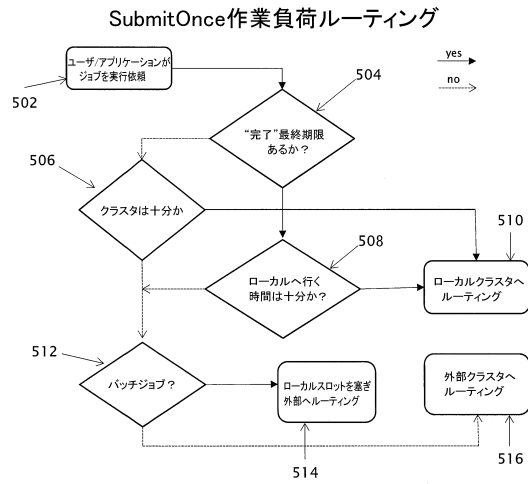 SubmitOnce作業負荷ルーティング
ユーザ/アプリケーションが
ジョブを実行依頼
yes
no
502
504
"完了"最終期限
あるか？
506
クラスタは十分か
508
510
ローカルへ行く
時間は十分か？
ローカルクラスタへ
ルーティング
512
バッチジョブ？
ローカルスロットを塞ぎ
外部へルーティング
外部クラスタへ
ルーティング
514
516